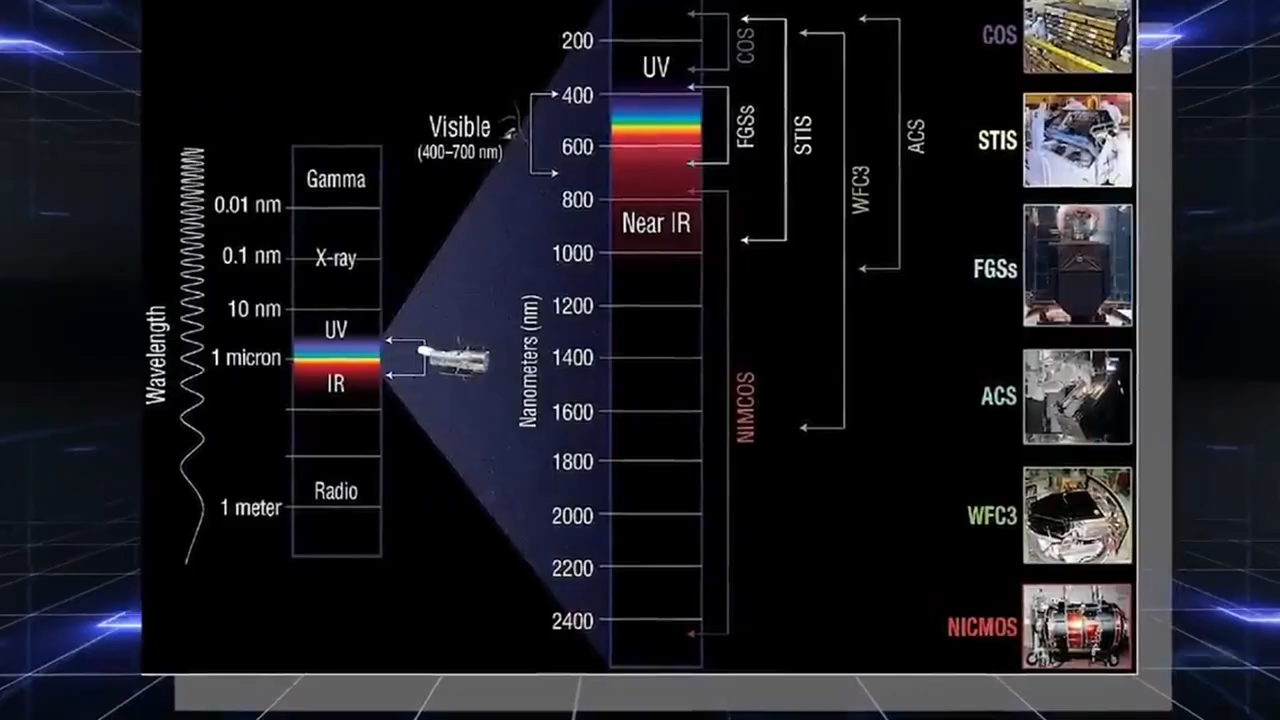 Wavelength
0.01 nm
0.1 nm
10 nm
1 micron
1 meter
Gamma
X-ray
UV
IR
Radio
Visible
(400–700 nm)
Nanometers (nm)
200
400
600
800
1000
1200
1400
1600
1800
2000
2200
2400
UV
Near IR
COS
FGSs
NIMCOS
STIS
WFC3
ACS
COS
STIS
FGSs
ACS
WFC3
NICMOS